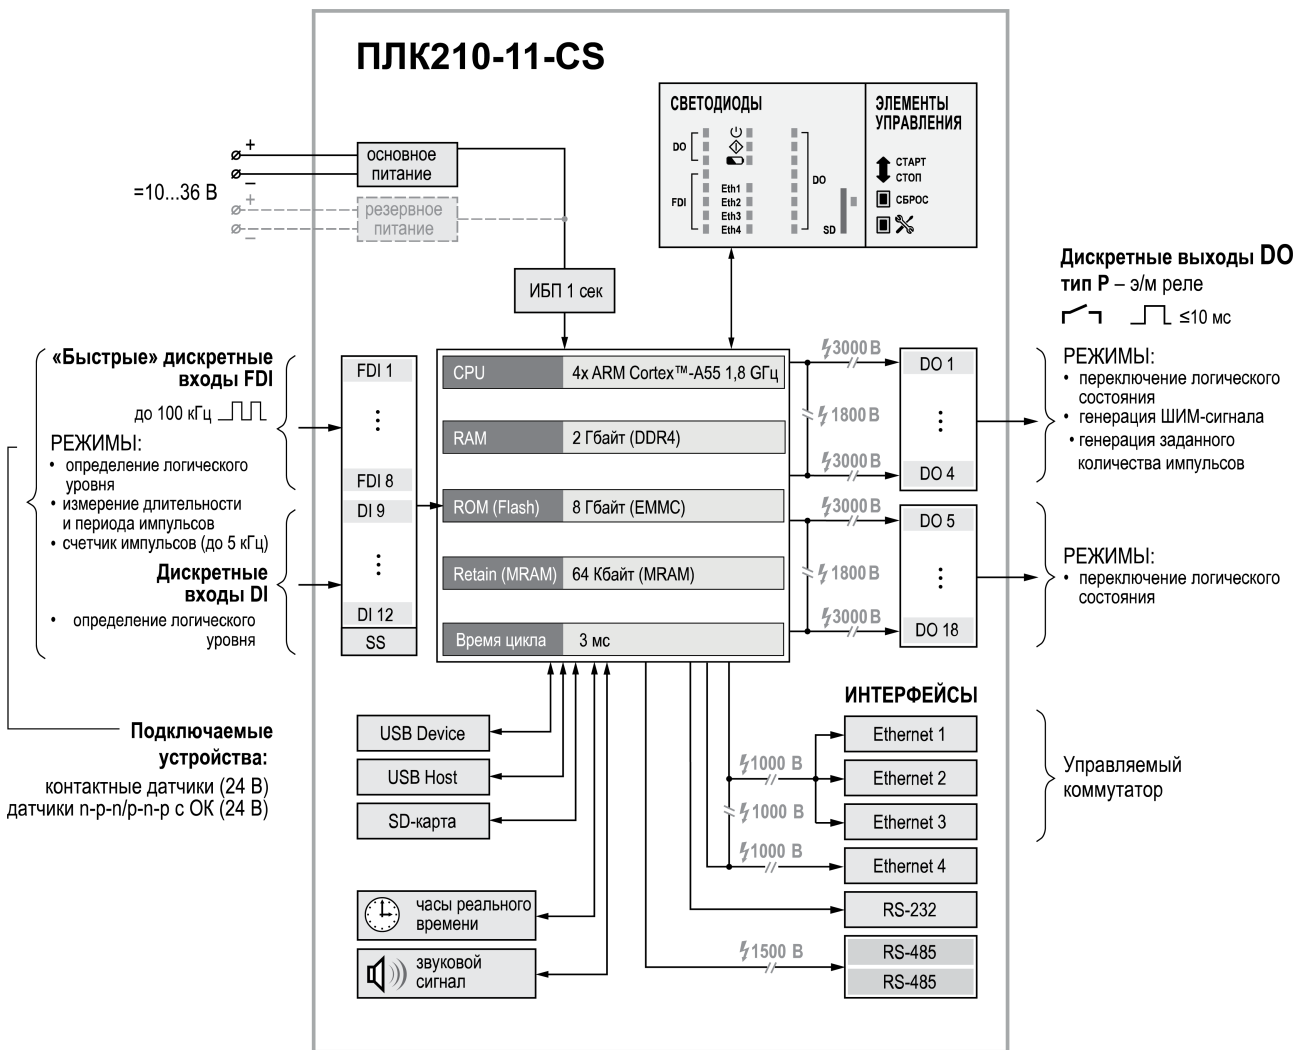 ПЛК210-11-CS
СВЕТОДИОДЫ
DO
FDI
Eth1
Eth2
Eth3
Eth4
DO
SD
ЭЛЕМЕНТЫ
УПРАВЛЕНИЯ
СТАРТ
СТОП
СБРОС
=10...36 В
+
–
+
–
основное
питание
резервное
питание
ИБП 1 сек
Дискретные выходы DO
тип Р – э/м реле
≤10 мс
РЕЖИМЫ:
• переключение логического
состояния
• генерация ШИМ-сигнала
• генерация заданного
количества импульсов
РЕЖИМЫ:
• переключение логического
состояния
«Быстрые» дискретные
входы FDI
до 100 кГц
РЕЖИМЫ:
• определение логического
уровня
• измерение длительности
и периода импульсов
• счетчик импульсов (до 5 кГц)
Дискретные
входы DI
• определение логического
уровня
Подключаемые
устройства:
контактные датчики (24 В)
датчики n-p-n/p-n-p с ОК (24 В)
FDI 1
⋮
FDI 8
DI 9
⋮
DI 12
SS
CPU 4x ARM Cortex™-A55 1,8 ГГц
RAM 2 Гбайт (DDR4)
ROM (Flash) 8 Гбайт (EMMC)
Retain (MRAM) 64 Кбайт (MRAM)
Время цикла 3 мс
3000 В
1800 В
3000 В
3000 В
1800 В
3000 В
DO 1
⋮
DO 4
DO 5
⋮
DO 18
USB Device
USB Host
SD-карта
часы реального
времени
звуковой
сигнал
ИНТЕРФЕЙСЫ
1000 В
1000 В
1000 В
1500 В
Ethernet 1
Ethernet 2
Ethernet 3
Ethernet 4
RS-232
RS-485
RS-485
Управляемый
коммутатор